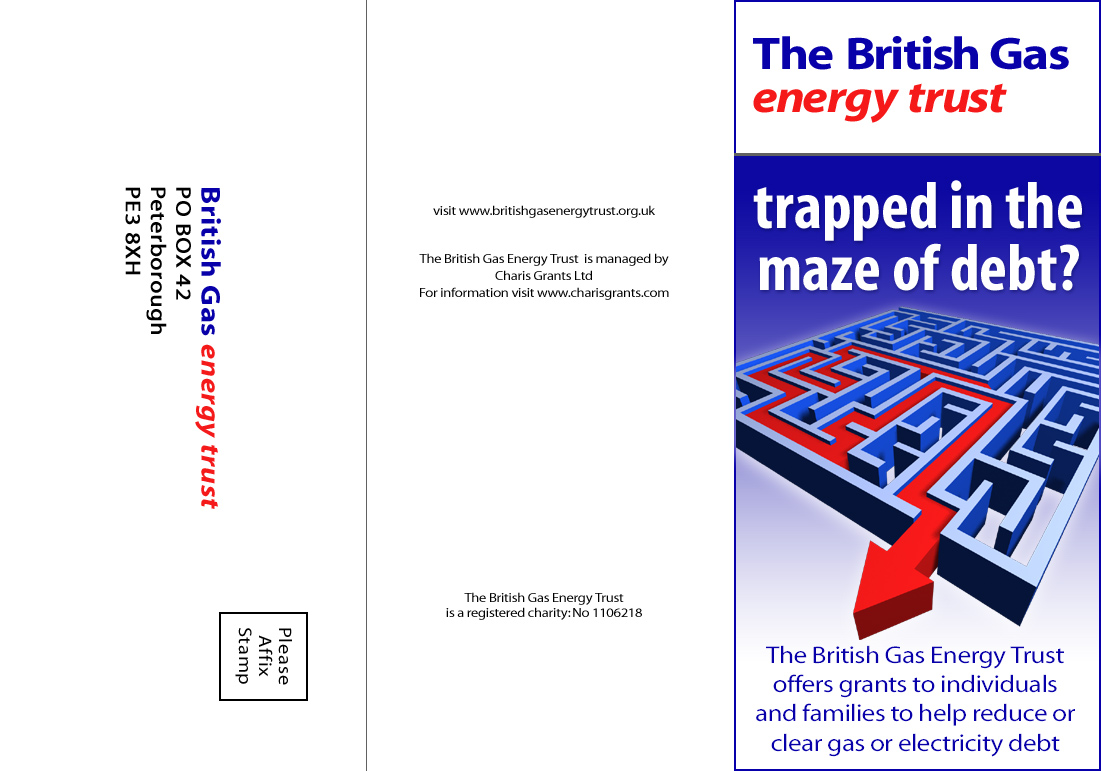 British Gas energy trust
PO BOX 42
Peterborough
PE3 8XH
Please
Affix
Stamp
visit www.britishgasenergytrust.org.uk
The British Gas Energy Trust is managed by
Charis Grants Ltd
For information visit www.charisgrants.com
The British Gas Energy Trust
is a registered charity: No 1106218
The British Gas
energy trust
trapped in the
maze of debt?
The British Gas Energy Trust
offers grants to individuals
and families to help reduce or
clear gas or electricity debt